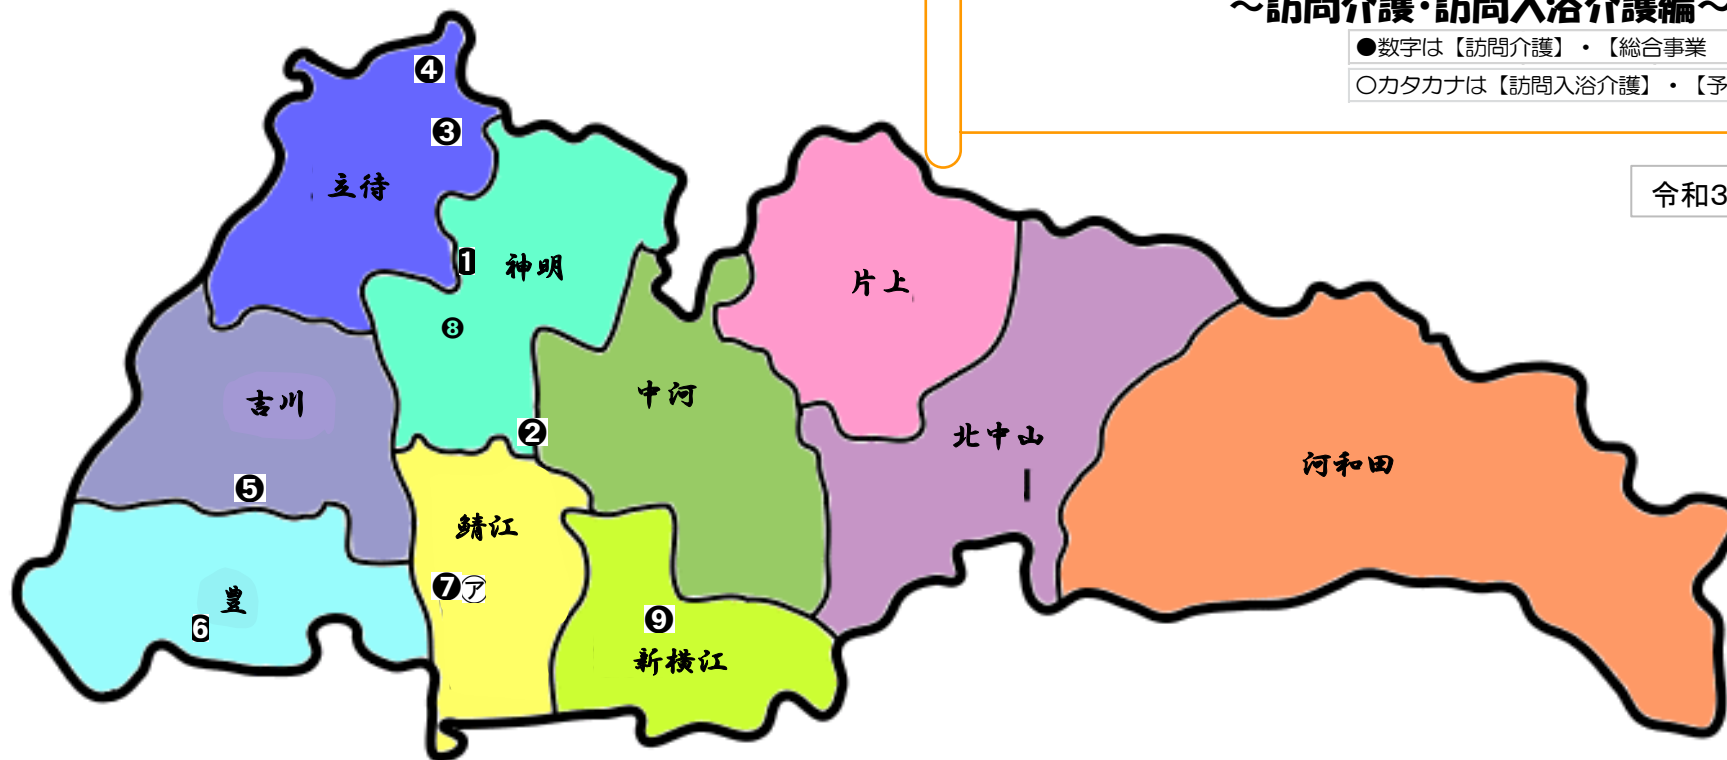 ～訪問介護・訪問入浴介護編～
●数字は【訪問介護】・【総合事業
○カタカナは【訪問入浴介護】・【予
令和3
❹
❸
立待
❶
神明
❽
片上
中河
吉川
❷
北中山
河和田
❺
鯖江
❼㋐
豊
❻
❾
新横江